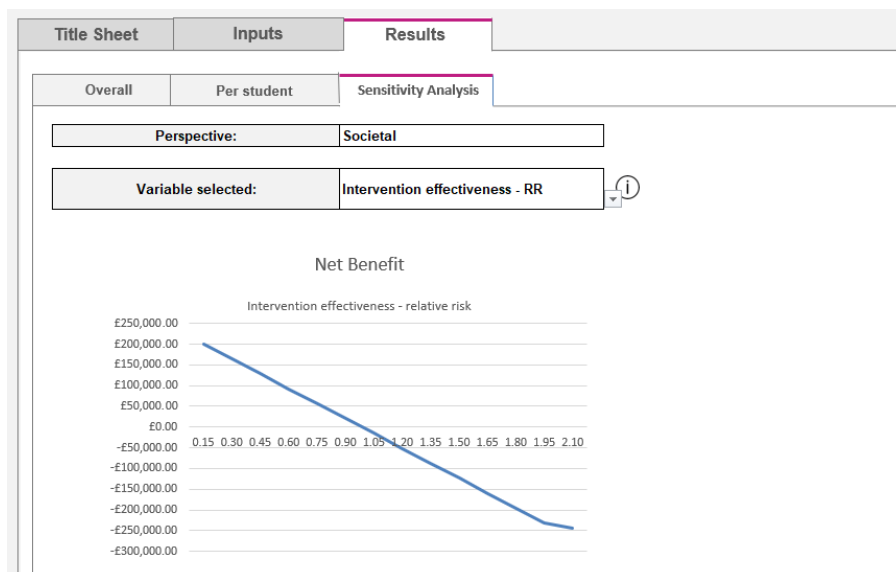 Title Sheet Inputs Results
Overall Per student Sensitivity Analysis
Perspective: Societal
Variable selected: Intervention effectiveness - RR i
Net Benefit
Intervention effectiveness - relative risk
£250,000.00
£200,000.00
£150,000.00
£100,000.00
£50,000.00
£0.00
0.15 0.30 0.45 0.60 0.75 0.90 1.05 1.20 1.35 1.50 1.65 1.80 1.95 2.10
-£50,000.00
-£100,000.00
-£150,000.00
-£200,000.00
-£250,000.00
-£300,000.00